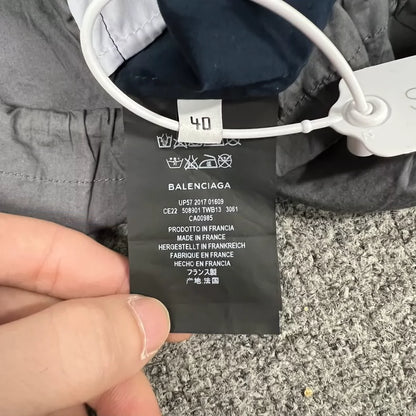 40
BALENCIAGA
UP57 2017 01609
CE22 508901 TWB13 3061
CA00985
PRODOTTO IN FRANCIA
MADE IN FRANCE
HERGESTELLT IN FRANKREICH
FABRIQUE EN FRANCE
HECHO EN FRANCIA
フランス製
产地 法国